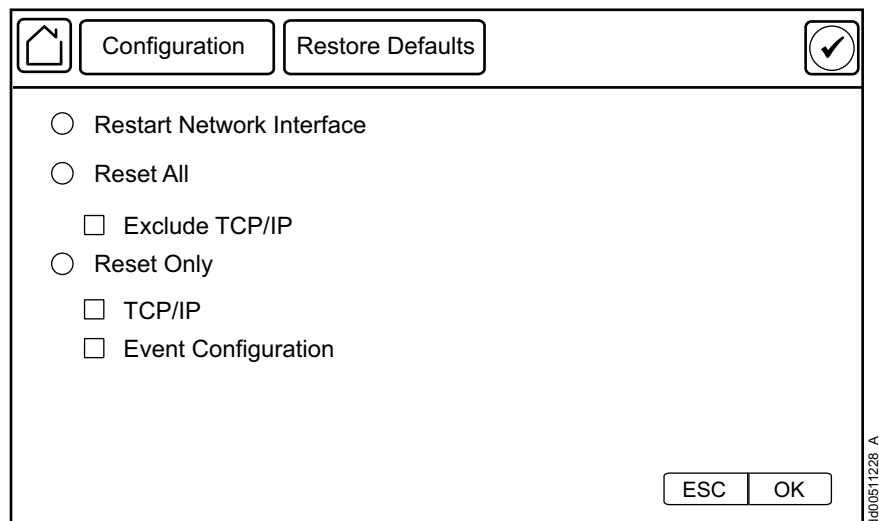 Configuration
Restore Defaults
Restart Network Interface
Reset All
Exclude TCP/IP
Reset Only
TCP/IP
Event Configuration
ESC
OK
dd00511228_A